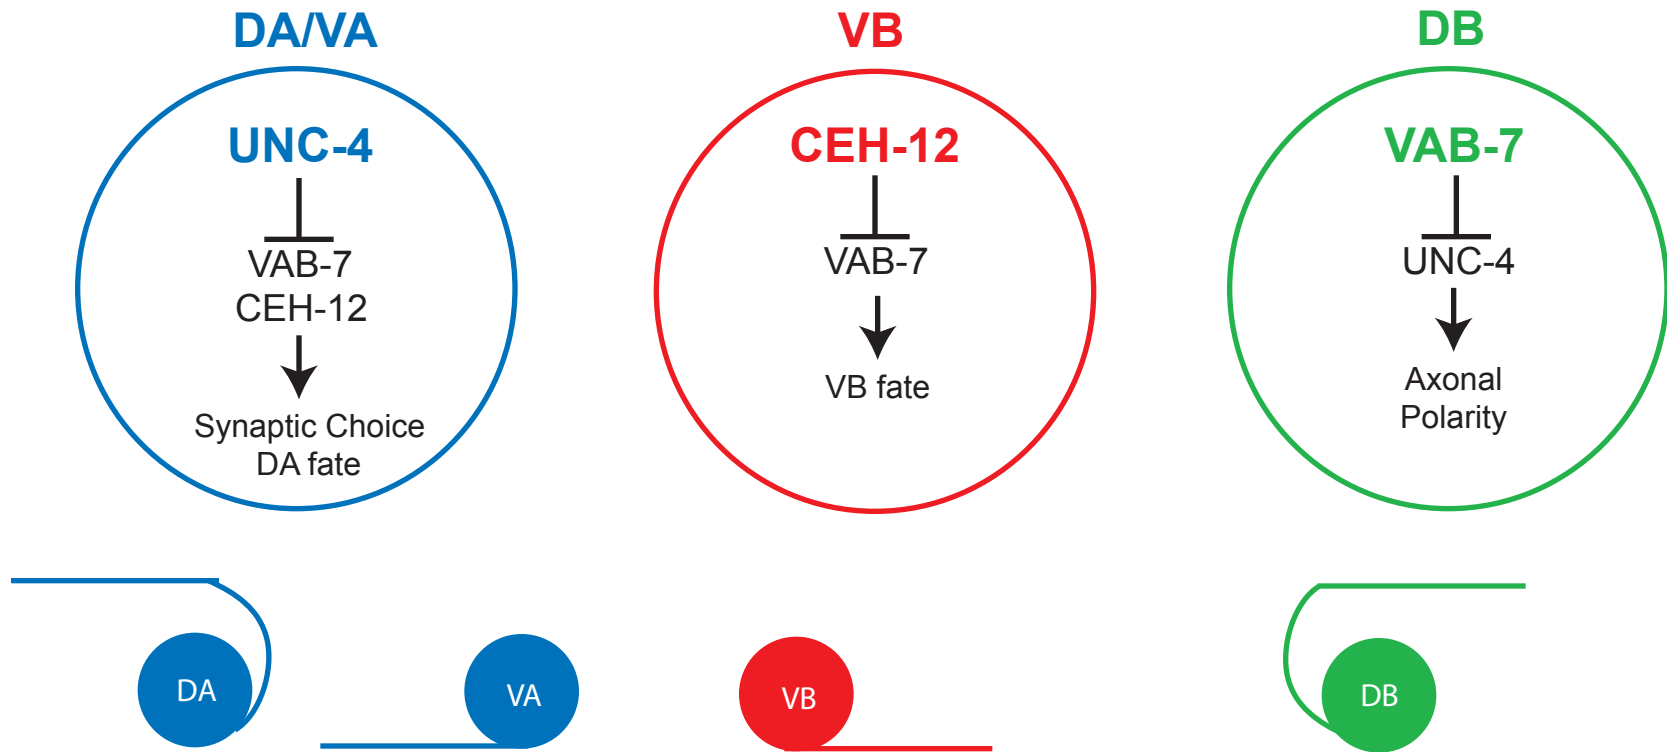 DA/VA
UNC-4
VAB-7
CEH-12
Synaptic Choice
DA fate
VB
CEH-12
VAB-7
VB fate
DB
VAB-7
UNC-4
Axonal
Polarity
DA
VA
VB
DB